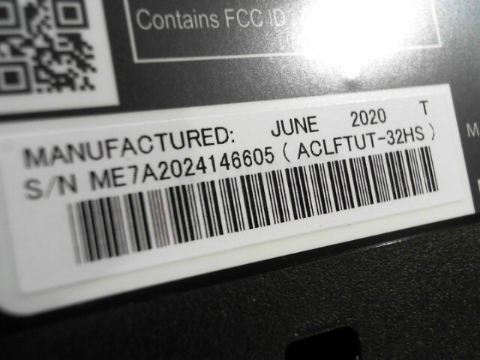 Contains FCC ID
MANUFACTURED: JUNE 2020 T
S/N ME7A2024146605 ( ACLFTUT-32HS )
M